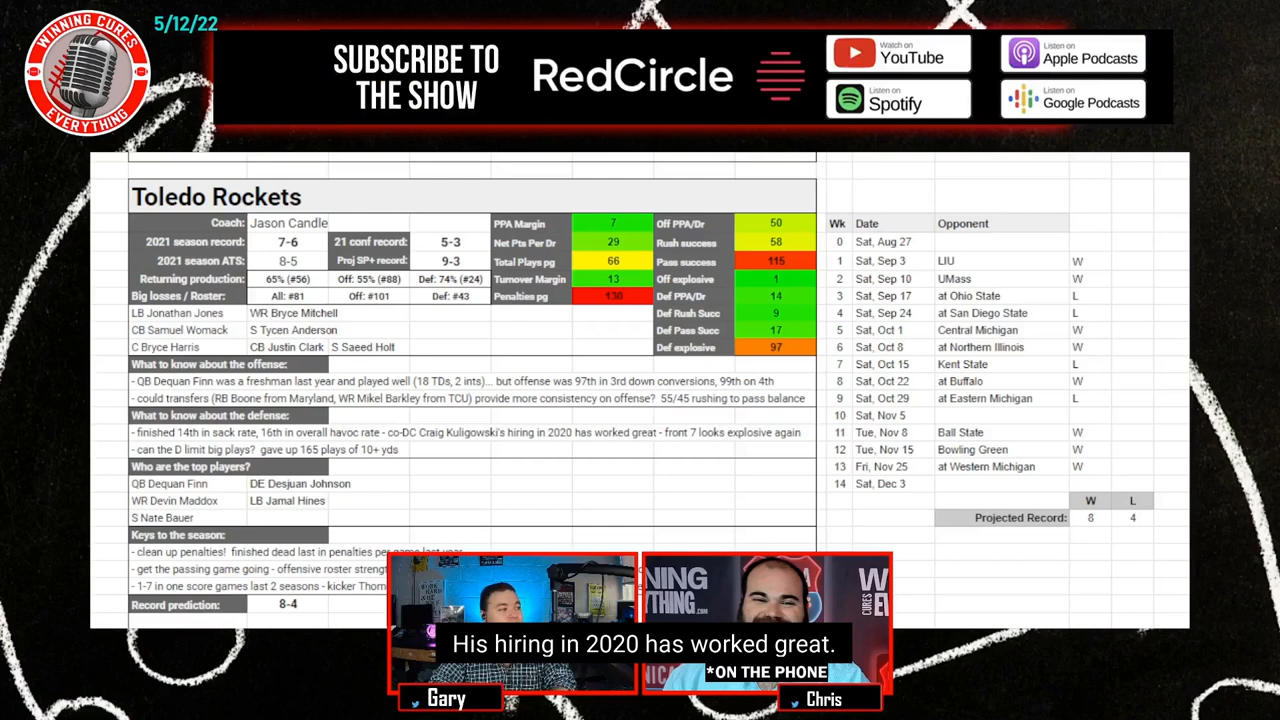 5/12/22
WINNING CURES
EVERYTHING
SUBSCRIBE TO
THE SHOW
RedCircle
Watch on
YouTube
Listen on
Spotify
Listen on
Apple Podcasts
Listen on
Google Podcasts
Toledo Rockets
Coach: Jason Candle
2021 season record: 7-6 21 conf record: 5-3
2021 season ATS: 8-5 Proj SP+ record: 9-3
Returning production: 65% (#56) Off: 55% (#88) Def: 74% (#24)
Big losses / Roster: All: #81 Off: #101 Def: #43
LB Jonathan Jones WR Bryce Mitchell
CB Samuel Womack S Tycen Anderson
C Bryce Harris CB Justin Clark S Saeed Holt
PPA Margin 7 Off PPA/Dr 50
Net Pts Per Dr 29 Rush success 58
Total Plays pg 66 Pass success 115
Turnover Margin 13 Off explosive 1
Penalties pg 130 Def PPA/Dr 14
Def Rush Succ 9
Def Pass Succ 17
Def explosive 97
What to know about the offense:
- QB Dequan Finn was a freshman last year and played well (18 TDs, 2 ints)... but offense was 97th in 3rd down conversions, 99th on 4th
- could transfers (RB Boone from Maryland, WR Mikel Barkley from TCU) provide more consistency on offense? 55/45 rushing to pass balance
What to know about the defense:
- finished 14th in sack rate, 16th in overall havoc rate - co-DC Craig Kuligowski's hiring in 2020 has worked great - front 7 looks explosive again
- can the D limit big plays? gave up 165 plays of 10+ yds
Who are the top players?
QB Dequan Finn DE Desjuan Johnson
WR Devin Maddox LB Jamal Hines
S Nate Bauer
Keys to the season:
- clean up penalties! finished dead last in penalties per game last year
- get the passing game going - offensive roster
- 1-7 in one score games last 2 seasons - kicker
Record prediction: 8-4
Wk Date Opponent
0 Sat, Aug 27
1 Sat, Sep 3 LIU W
2 Sat, Sep 10 UMass W
3 Sat, Sep 17 at Ohio State L
4 Sat, Sep 24 at San Diego State L
5 Sat, Oct 1 Central Michigan W
6 Sat, Oct 8 at Northern Illinois W
7 Sat, Oct 15 Kent State L
8 Sat, Oct 22 at Buffalo W
9 Sat, Oct 29 at Eastern Michigan L
10 Sat, Nov 5
11 Tue, Nov 8 Ball State W
12 Tue, Nov 15 Bowling Green W
13 Fri, Nov 25 at Western Michigan W
14 Sat, Dec 3
W L
Projected Record: 8 4
His hiring in 2020 has worked great.
*ON THE PHONE
Gary
Chris